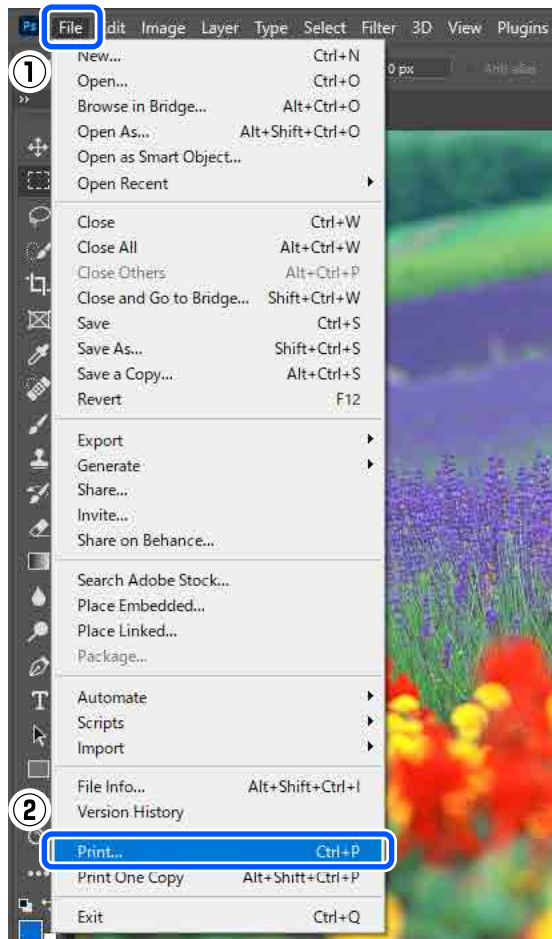 Ps File Edit Image Layer Type Select Filter 3D View Plugins
①
0 px Anti-alias
New... Ctrl+N
Open... Ctrl+O
Browse in Bridge... Alt+Ctrl+O
Open As... Alt+Shift+Ctrl+O
Open as Smart Object...
Open Recent
Close Ctrl+W
Close All Alt+Ctrl+W
Close Others Alt+Ctrl+P
Close and Go to Bridge... Shift+Ctrl+W
Save Ctrl+S
Save As... Shift+Ctrl+S
Save a Copy... Alt+Ctrl+S
Revert F12
Export
Generate
Share...
Invite...
Share on Behance...
Search Adobe Stock...
Place Embedded...
Place Linked...
Package...
Automate
Scripts
Import
File Info... Alt+Shift+Ctrl+I
Version History
②
Print... Ctrl+P
Print One Copy Alt+Shift+Ctrl+P
Exit Ctrl+Q